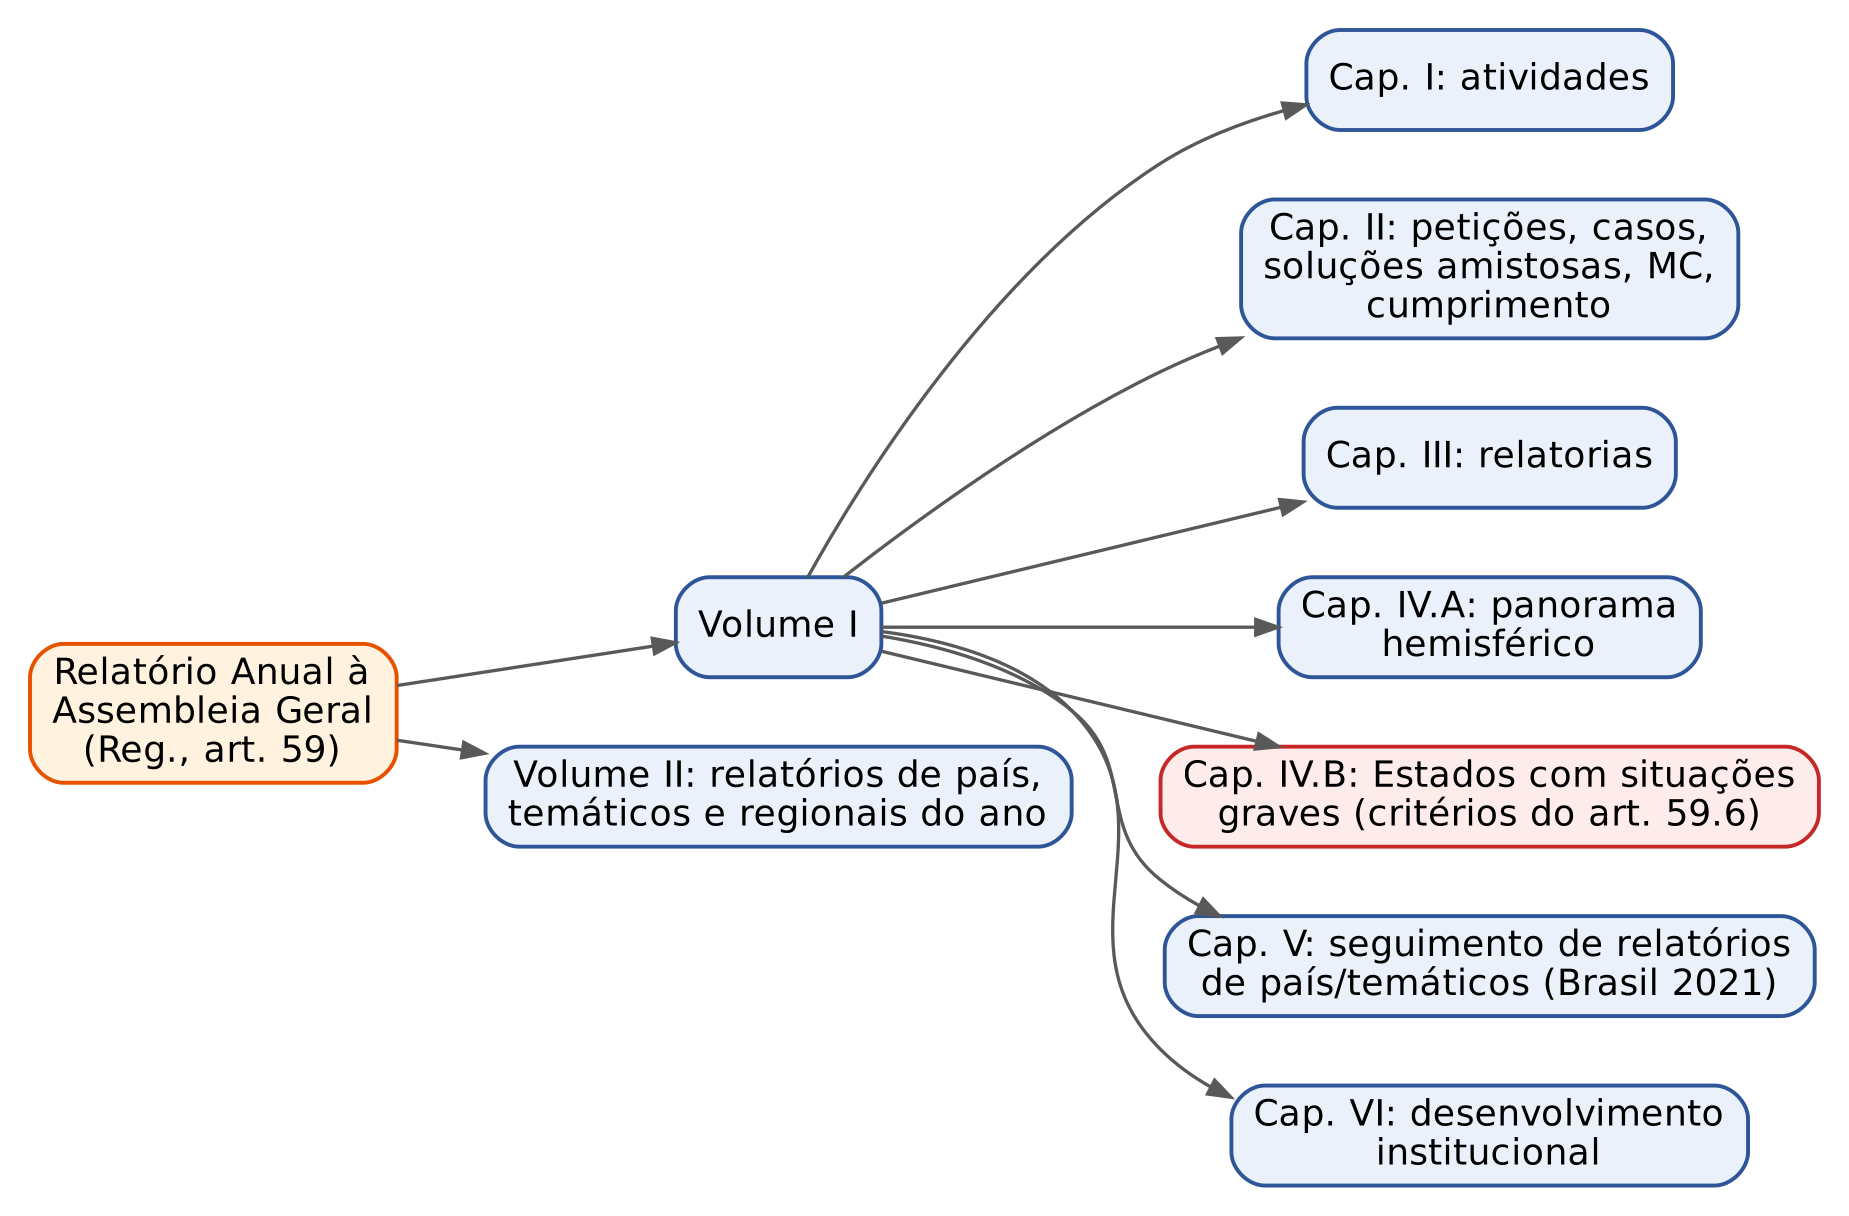 Relatório Anual à
Assembleia Geral
(Reg., art. 59)
Volume I
Volume II: relatórios de país,
temáticos e regionais do ano
Cap. I: atividades
Cap. II: petições, casos,
soluções amistosas, MC,
cumprimento
Cap. III: relatorias
Cap. IV.A: panorama
hemisférico
Cap. IV.B: Estados com situações
graves (critérios do art. 59.6)
Cap. V: seguimento de relatórios
de país/temáticos (Brasil 2021)
Cap. VI: desenvolvimento
institucional